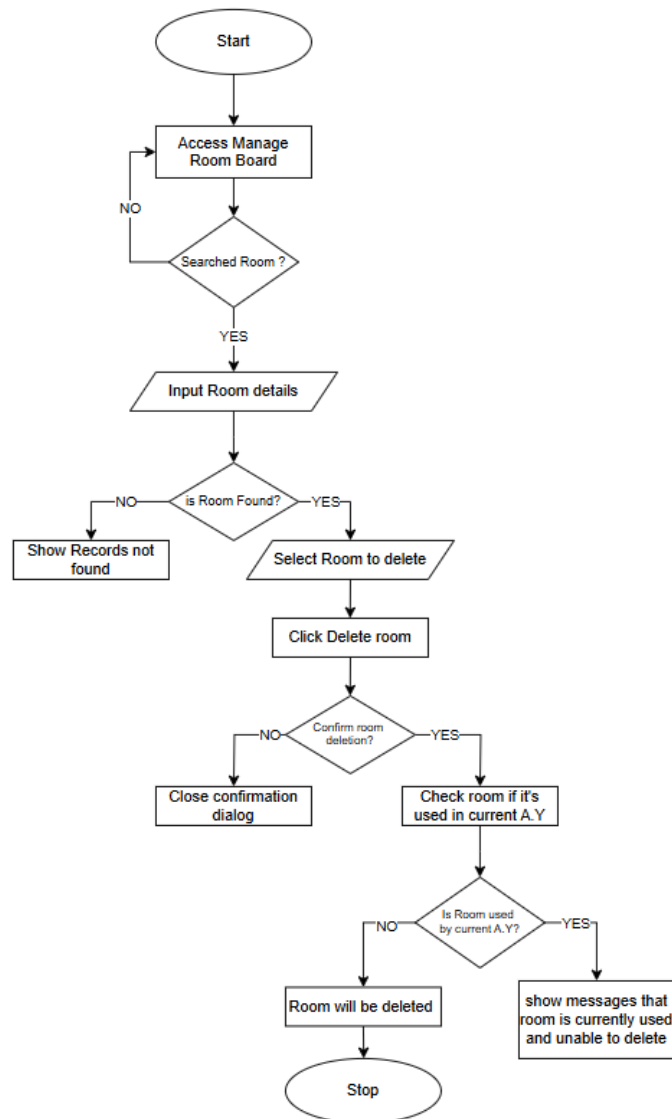 Start
Access Manage
Room Board
NO
Searched Room ?
YES
Input Room details
is Room Found?
NO
YES
Show Records not
found
Select Room to delete
Click Delete room
Confirm room
deletion?
NO
YES
Close confirmation
dialog
Check room if it's
used in current A.Y
Is Room used
by current A.Y?
NO
YES
Room will be deleted
show messages that
room is currently used
and unable to delete
Stop